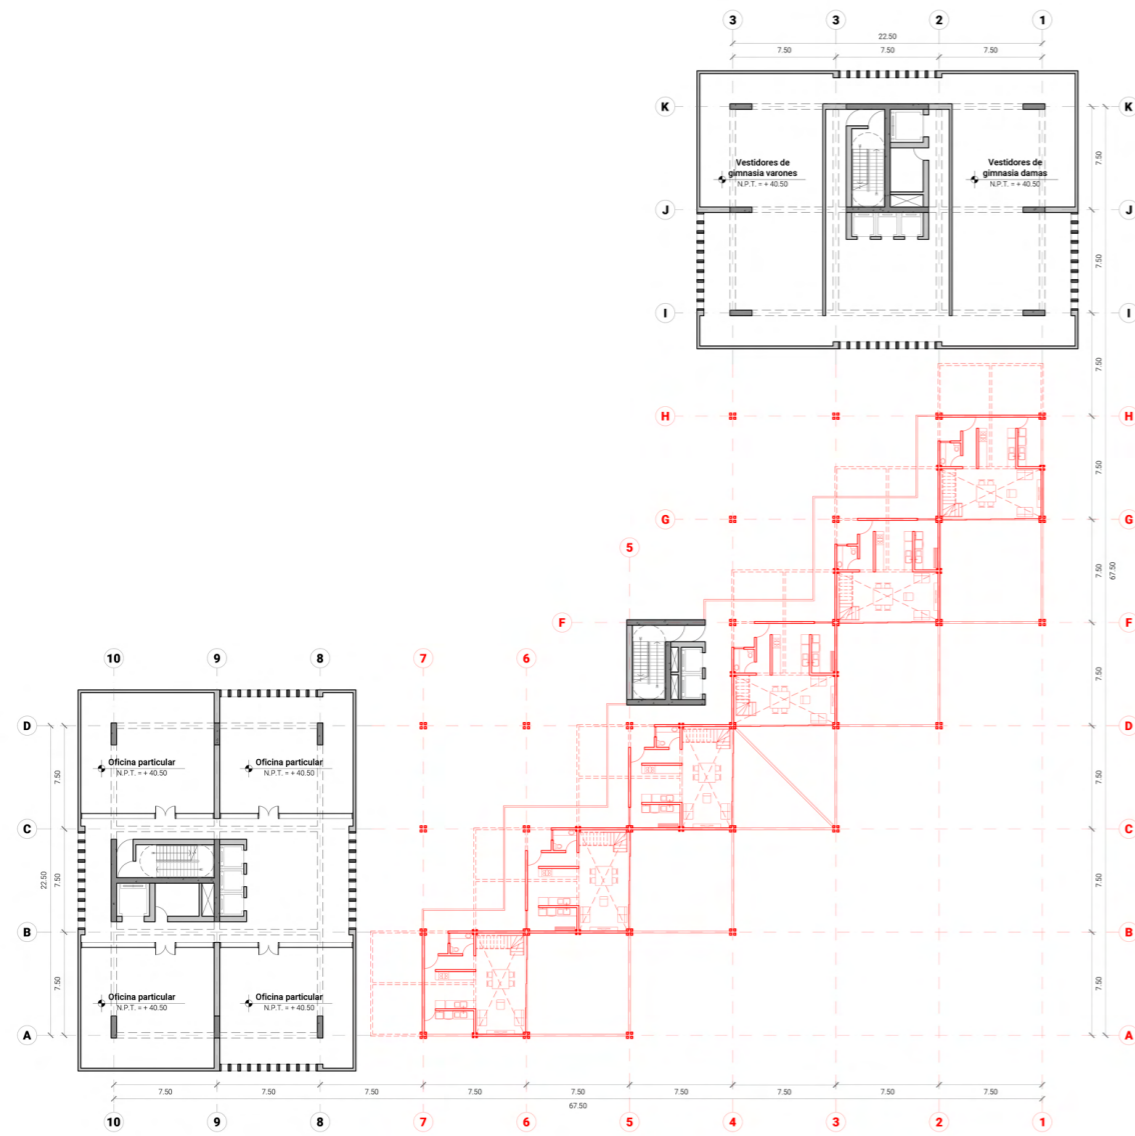 3 3 2 1
22.50
7.50 7.50 7.50
K K
Vestidores de
gimnasia varones
N.P.T. = + 40.50
Vestidores de
gimnasia damas
N.P.T. = + 40.50
7.50
J J
7.50
I I
7.50
H H
7.50
G G
5
7.50
67.50
F F
10 9 8 7 6
7.50
D D
Oficina particular
N.P.T. = + 40.50
Oficina particular
N.P.T. = + 40.50
7.50
7.50
C C
22.50
7.50
7.50
B B
Oficina particular
N.P.T. = + 40.50
Oficina particular
N.P.T. = + 40.50
7.50
7.50
A A
7.50 7.50 7.50 7.50 7.50 7.50 7.50 7.50 7.50
67.50
10 9 8 7 6 5 4 3 2 1